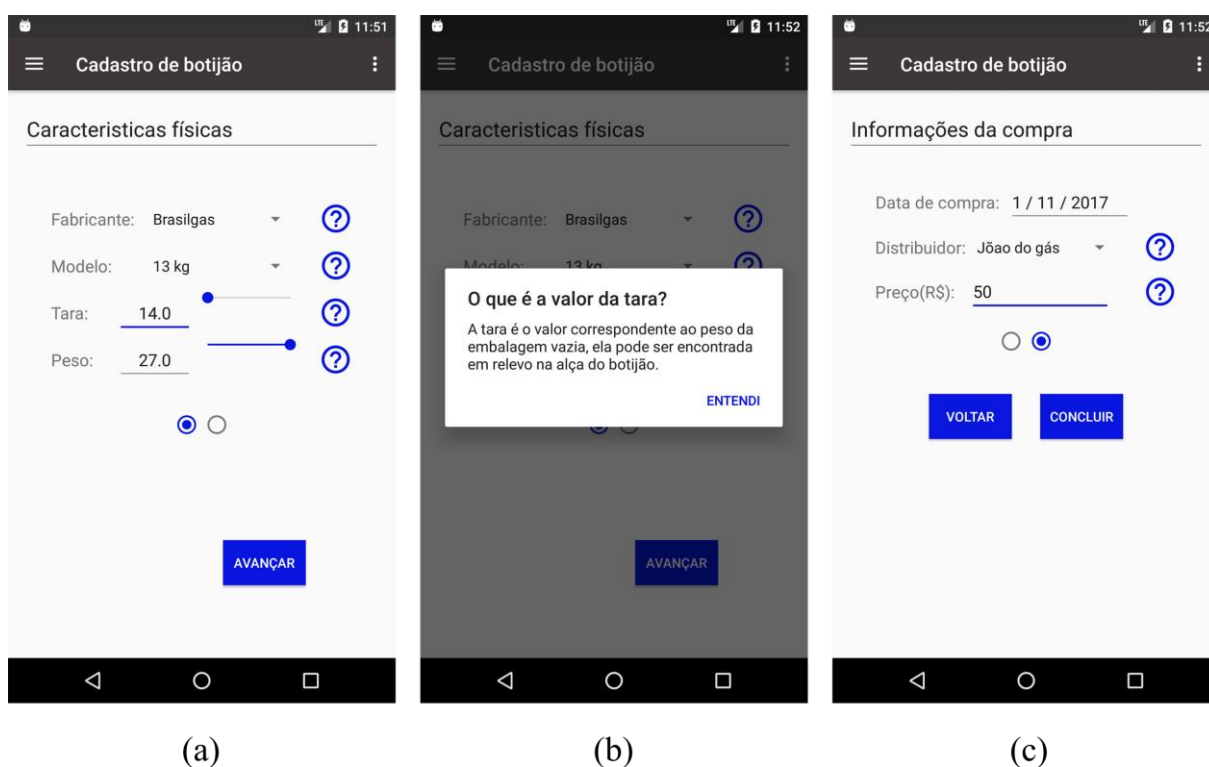 11:51
Cadastro de botijão
Caracteristicas físicas
Fabricante: Brasilgas
Modelo: 13 kg
Tara: 14.0
Peso: 27.0
AVANÇAR
(a)
11:52
Cadastro de botijão
Caracteristicas físicas
Fabricante: Brasilgas
Modelo: 13 kg
O que é a valor da tara?
A tara é o valor correspondente ao peso da
embalagem vazia, ela pode ser encontrada
em relevo na alça do botijão.
ENTENDI
AVANÇAR
(b)
11:52
Cadastro de botijão
Informações da compra
Data de compra: 1 / 11 / 2017
Distribuidor: Jõao do gás
Preço(R$): 50
VOLTAR CONCLUIR
(c)